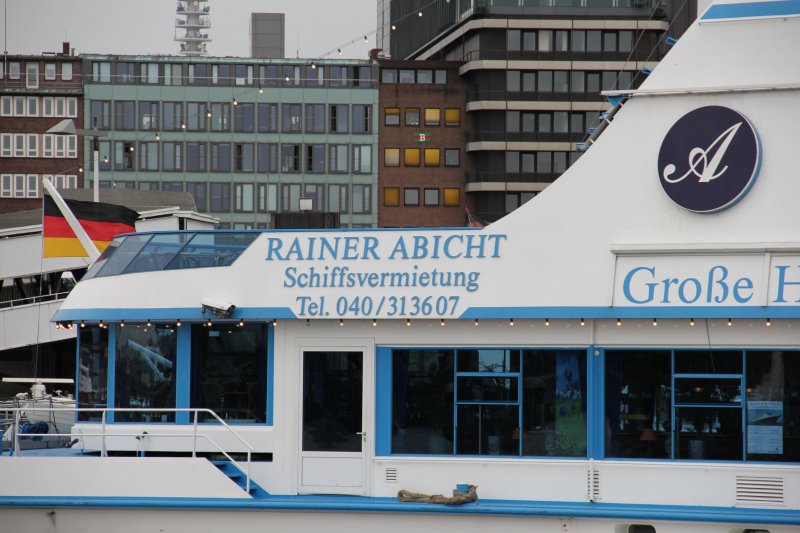 RAINER ABICHT
Schiffsvermietung
Tel. 040/313607
Große H
A